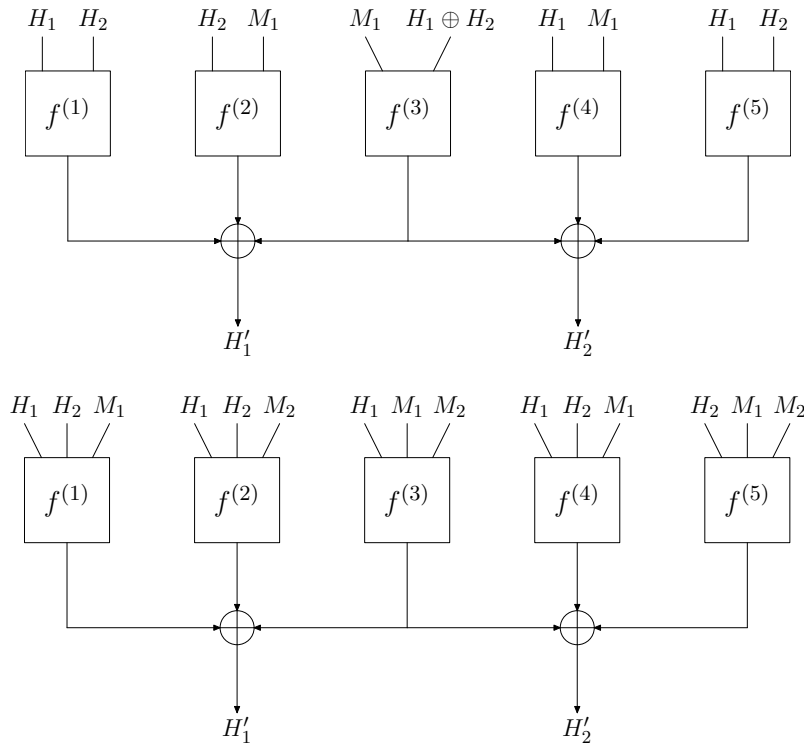 H₁ H₂ H₂ M₁ M₁ H₁ ⊕ H₂ H₁ M₁ H₁ H₂
f⁽¹⁾ f⁽²⁾ f⁽³⁾ f⁽⁴⁾ f⁽⁵⁾
H′₁ H′₂
H₁ H₂ M₁ H₁ H₂ M₂ H₁ M₁ M₂ H₁ H₂ M₁ H₂ M₁ M₂
f⁽¹⁾ f⁽²⁾ f⁽³⁾ f⁽⁴⁾ f⁽⁵⁾
H′₁ H′₂